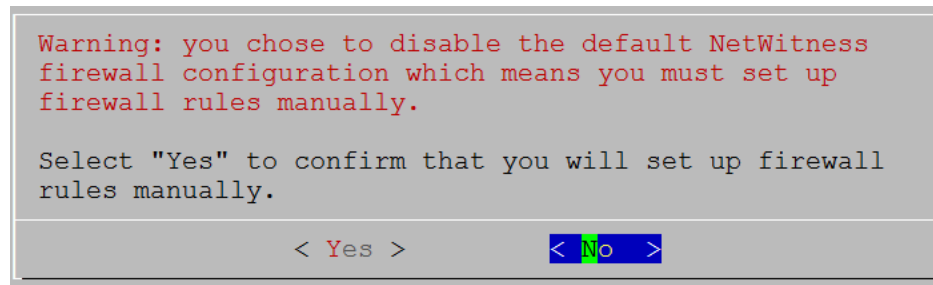 Warning: you chose to disable the default NetWitness
firewall configuration which means you must set up
firewall rules manually.
Select "Yes" to confirm that you will set up firewall
rules manually.
< Yes > < No >